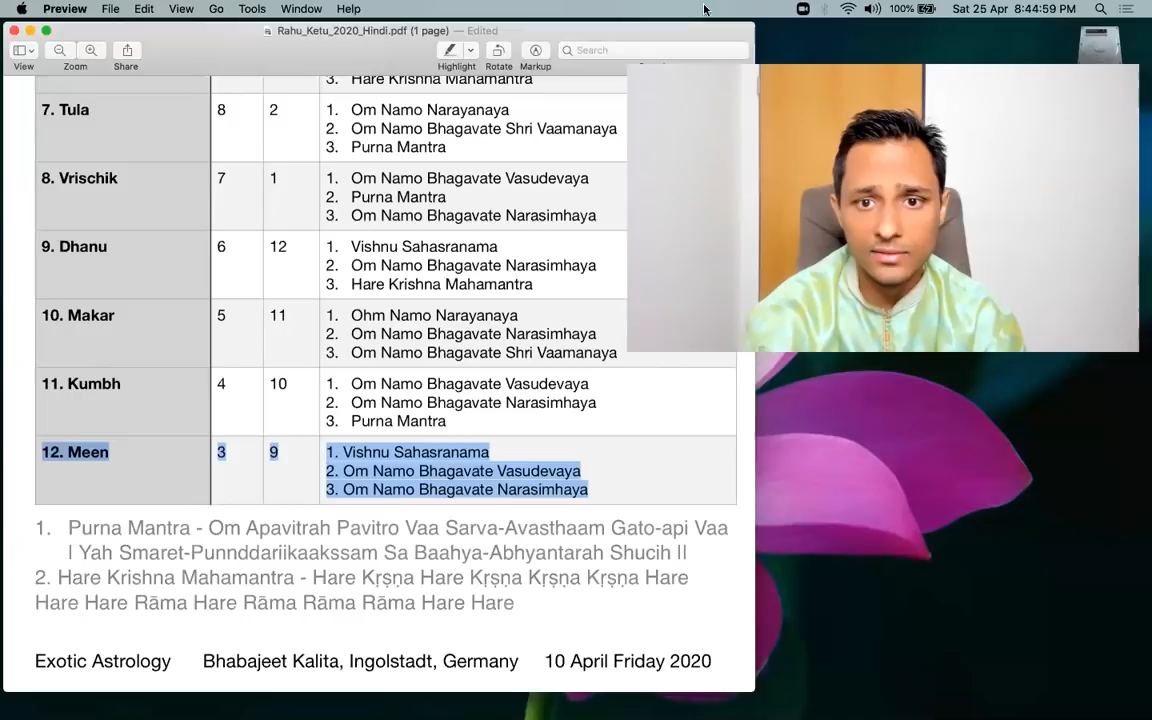 Preview File Edit View Go Tools Window Help 100% Sat 25 Apr 8:44:59 PM
Rahu_Ketu_2020_Hindi.pdf (1 page) — Edited
Search
View Zoom Share Highlight Rotate Markup
3. Hare Krishna Mahamantra
7. Tula 8 2 1. Om Namo Narayanaya
2. Om Namo Bhagavate Shri Vaamanaya
3. Purna Mantra
8. Vrischik 7 1 1. Om Namo Bhagavate Vasudevaya
2. Purna Mantra
3. Om Namo Bhagavate Narasimhaya
9. Dhanu 6 12 1. Vishnu Sahasranama
2. Om Namo Bhagavate Narasimhaya
3. Hare Krishna Mahamantra
10. Makar 5 11 1. Ohm Namo Narayanaya
2. Om Namo Bhagavate Narasimhaya
3. Om Namo Bhagavate Shri Vaamanaya
11. Kumbh 4 10 1. Om Namo Bhagavate Vasudevaya
2. Om Namo Bhagavate Narasimhaya
3. Purna Mantra
12. Meen 3 9 1. Vishnu Sahasranama
2. Om Namo Bhagavate Vasudevaya
3. Om Namo Bhagavate Narasimhaya
1. Purna Mantra - Om Apavitrah Pavitro Vaa Sarva-Avasthaam Gato-api Vaa
| Yah Smaret-Punnddariikaakssam Sa Baahya-Abhyantarah Shucih ||
2. Hare Krishna Mahamantra - Hare Kṛṣṇa Hare Kṛṣṇa Kṛṣṇa Kṛṣṇa Hare
Hare Hare Rāma Hare Rāma Rāma Rāma Hare Hare
Exotic Astrology Bhabajeet Kalita, Ingolstadt, Germany 10 April Friday 2020